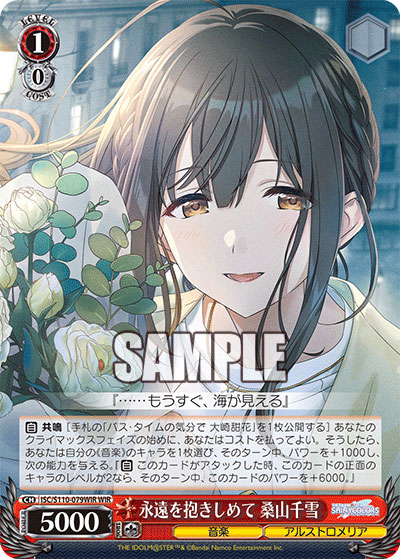 LEVEL
1
0
COST
SAMPLE
『……もうすぐ、海が見える』
自 共鳴 ［手札の「バス・タイムの気分で 大崎甜花」を1枚公開する］ あなたの
クライマックスフェイズの始めに、あなたはコストを払ってよい。そうしたら、
あなたは自分の《音楽》のキャラを1枚選び、そのターン中、パワーを+1000し、
次の能力を与える。『自 このカードがアタックした時、このカードの正面の
キャラのレベルが2なら、そのターン中、このカードのパワーを+6000。』
CH ISC/S110-079WIR WIR
POWER
5000
永遠を抱きしめて 桑山千雪
SHINYCOLORS
音楽
アルストロメリア
THE IDOLM@STER™& ©Bandai Namco Entertainment Inc.